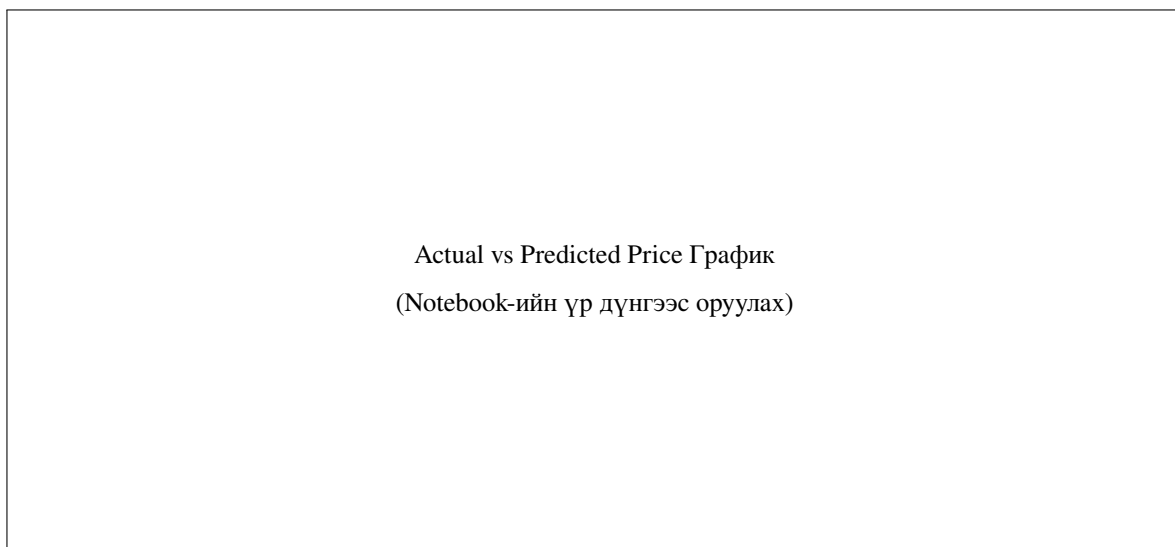 Actual vs Predicted Price График
(Notebook-ийн үр дүнгээс оруулах)